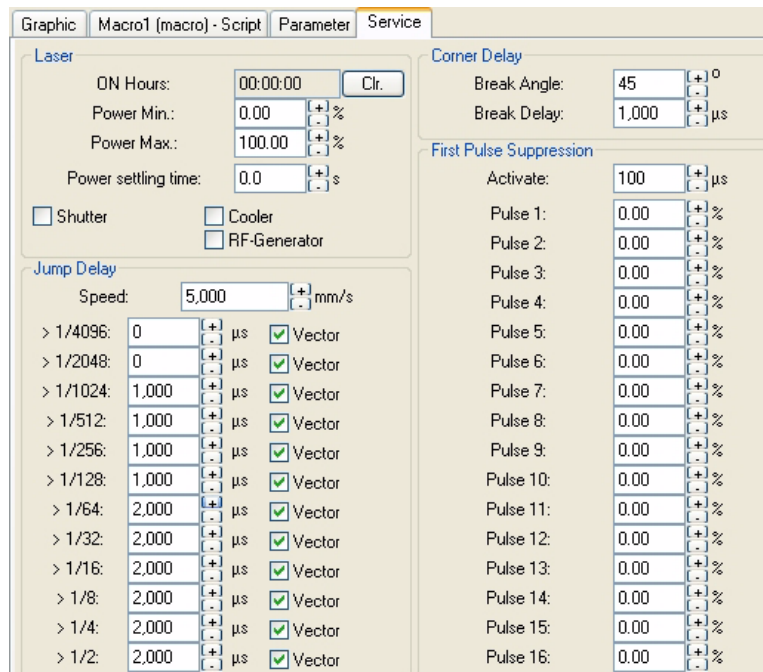 Graphic Macro1 (macro) - Script Parameter Service
Laser
ON Hours: 00:00:00 Clr.
Power Min.: 0.00 + - %
Power Max.: 100.00 + - %
Power settling time: 0.0 + - s
Shutter Cooler
RF-Generator
Jump Delay
Speed: 5,000 + - mm/s
> 1/4096: 0 + - µs Vector
> 1/2048: 0 + - µs Vector
> 1/1024: 1,000 + - µs Vector
> 1/512: 1,000 + - µs Vector
> 1/256: 1,000 + - µs Vector
> 1/128: 1,000 + - µs Vector
> 1/64: 2,000 + - µs Vector
> 1/32: 2,000 + - µs Vector
> 1/16: 2,000 + - µs Vector
> 1/8: 2,000 + - µs Vector
> 1/4: 2,000 + - µs Vector
> 1/2: 2,000 + - µs Vector
Corner Delay
Break Angle: 45 + - °
Break Delay: 1,000 + - µs
First Pulse Suppression
Activate: 100 + - µs
Pulse 1: 0.00 + - %
Pulse 2: 0.00 + - %
Pulse 3: 0.00 + - %
Pulse 4: 0.00 + - %
Pulse 5: 0.00 + - %
Pulse 6: 0.00 + - %
Pulse 7: 0.00 + - %
Pulse 8: 0.00 + - %
Pulse 9: 0.00 + - %
Pulse 10: 0.00 + - %
Pulse 11: 0.00 + - %
Pulse 12: 0.00 + - %
Pulse 13: 0.00 + - %
Pulse 14: 0.00 + - %
Pulse 15: 0.00 + - %
Pulse 16: 0.00 + - %